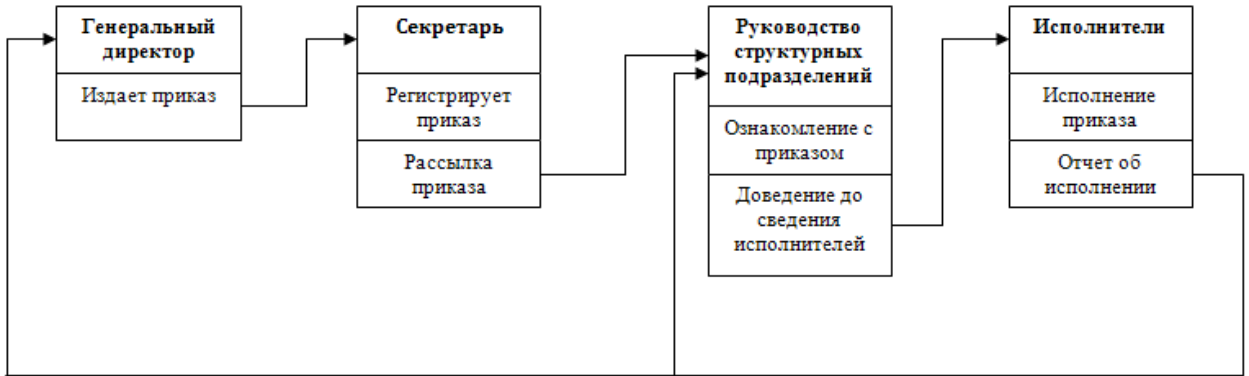 Генеральный
директор
Издает приказ
Секретарь
Регистрирует
приказ
Рассылка
приказа
Руководство
структурных
подразделений
Ознакомление с
приказом
Доведение до
сведения
исполнителей
Исполнители
Исполнение
приказа
Отчет об
исполнении